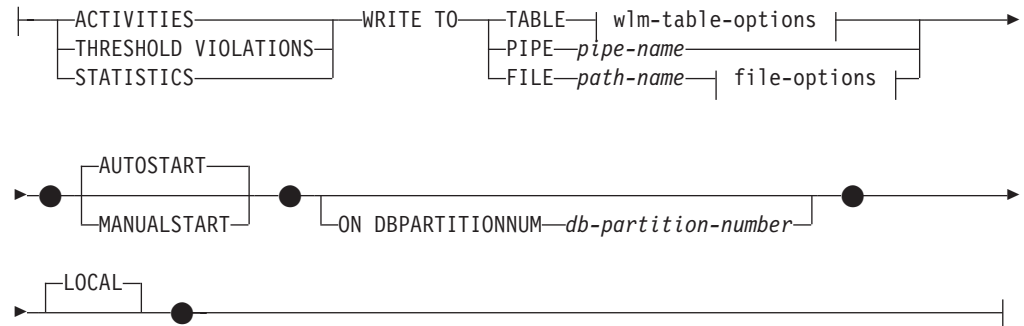 ACTIVITIES WRITE TO TABLE wlm-table-options
THRESHOLD VIOLATIONS PIPE pipe-name
STATISTICS FILE path-name file-options
AUTOSTART
MANUALSTART ON DBPARTITIONNUM db-partition-number
LOCAL